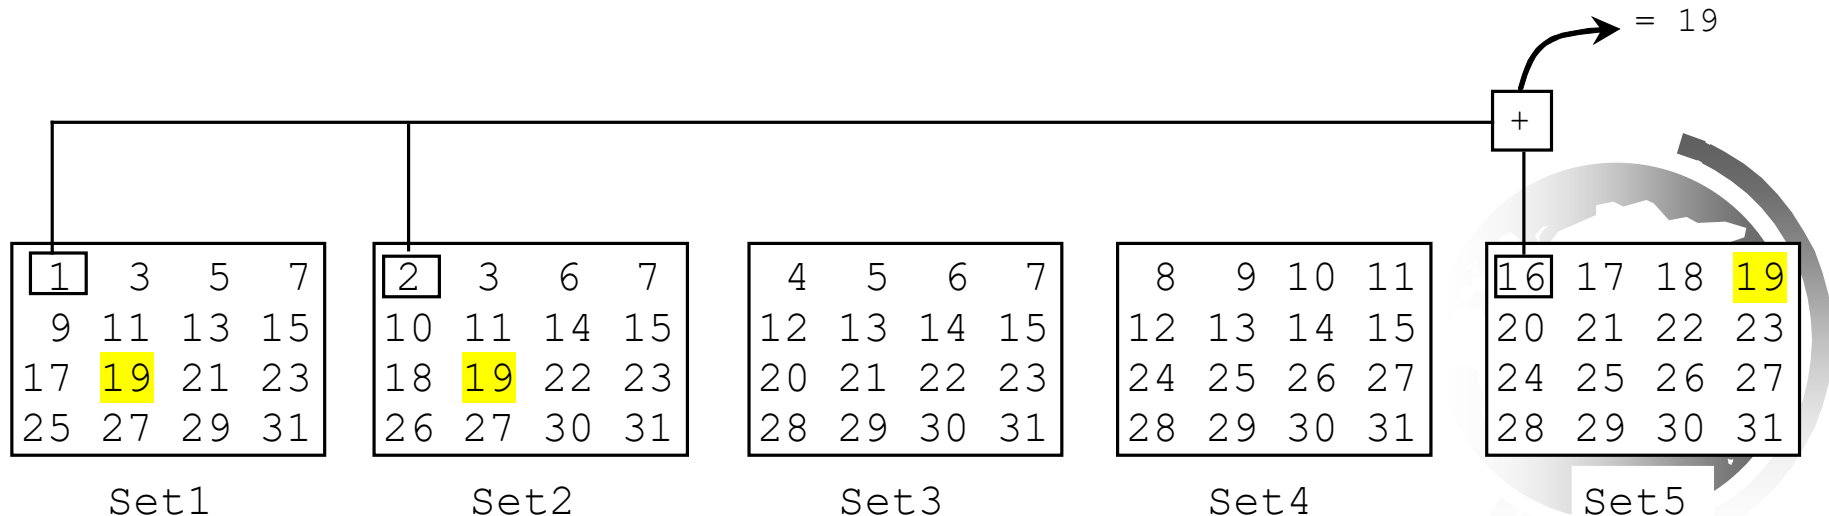 = 19
+
1 3 5 7
9 11 13 15
17 19 21 23
25 27 29 31
Set1
2 3 6 7
10 11 14 15
18 19 22 23
26 27 30 31
Set2
4 5 6 7
12 13 14 15
20 21 22 23
28 29 30 31
Set3
8 9 10 11
12 13 14 15
24 25 26 27
28 29 30 31
Set4
16 17 18 19
20 21 22 23
24 25 26 27
28 29 30 31
Set5